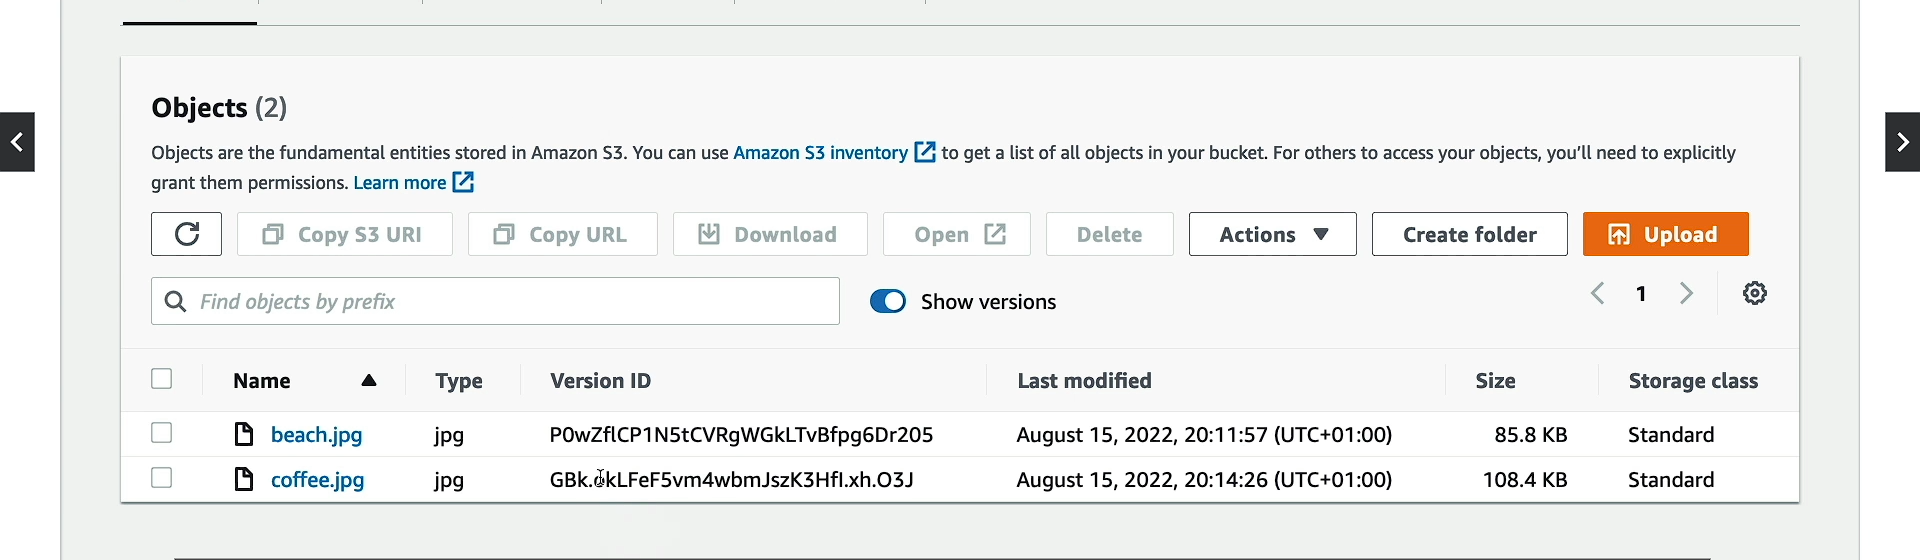 Objects (2)
Objects are the fundamental entities stored in Amazon S3. You can use Amazon S3 inventory to get a list of all objects in your bucket. For others to access your objects, you'll need to explicitly
grant them permissions. Learn more
Copy S3 URI Copy URL Download Open Delete Actions Create folder Upload
Find objects by prefix Show versions 1
Name Type Version ID Last modified Size Storage class
beach.jpg jpg P0wZflCP1N5tCVRgWGkLTvBfpg6Dr205 August 15, 2022, 20:11:57 (UTC+01:00) 85.8 KB Standard
coffee.jpg jpg August 15, 2022, 20:14:26 (UTC+01:00) 108.4 KB Standard